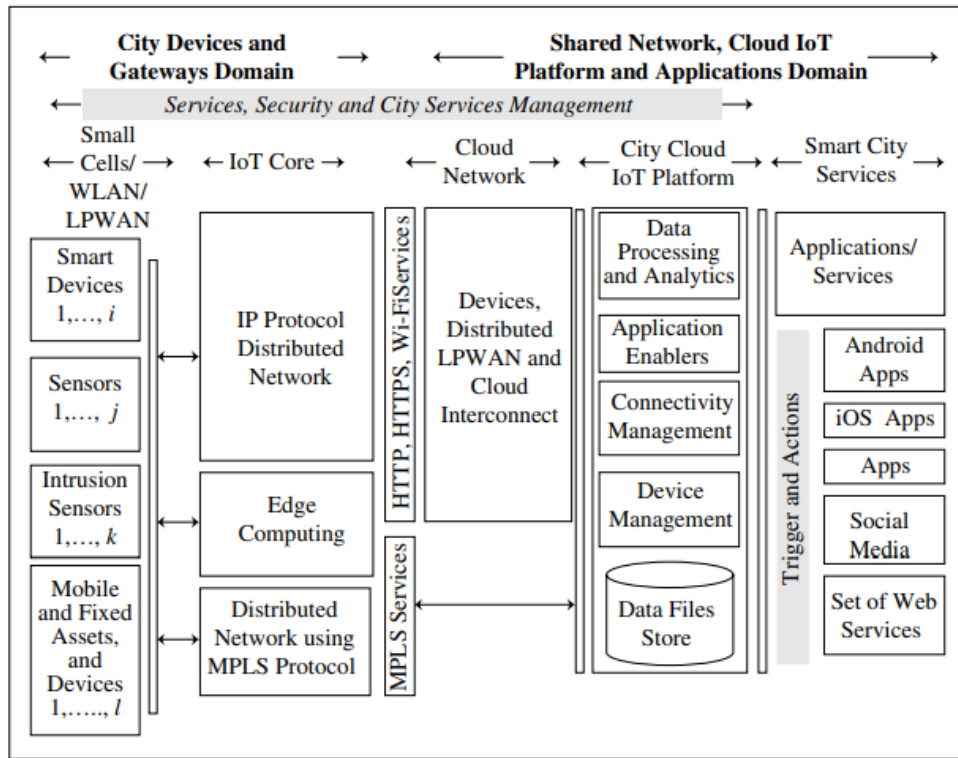 City Devices and
Gateways Domain
Shared Network, Cloud IoT
Platform and Applications Domain
Services, Security and City Services Management
Small
Cells/
WLAN/
LPWAN
IoT Core
Cloud
Network
City Cloud
IoT Platform
Smart City
Services
Smart
Devices
1,..., i
Sensors
1,..., j
Intrusion
Sensors
1,..., k
Mobile
and Fixed
Assets,
and
Devices
1,....., l
IP Protocol
Distributed
Network
Edge
Computing
Distributed
Network using
MPLS Protocol
HTTP, HTTPS, Wi-FiServices
MPLS Services
Devices,
Distributed
LPWAN and
Cloud
Interconnect
Data
Processing
and Analytics
Application
Enablers
Connectivity
Management
Device
Management
Data Files
Store
Applications/
Services
Trigger and Actions
Android
Apps
iOS Apps
Apps
Social
Media
Set of Web
Services